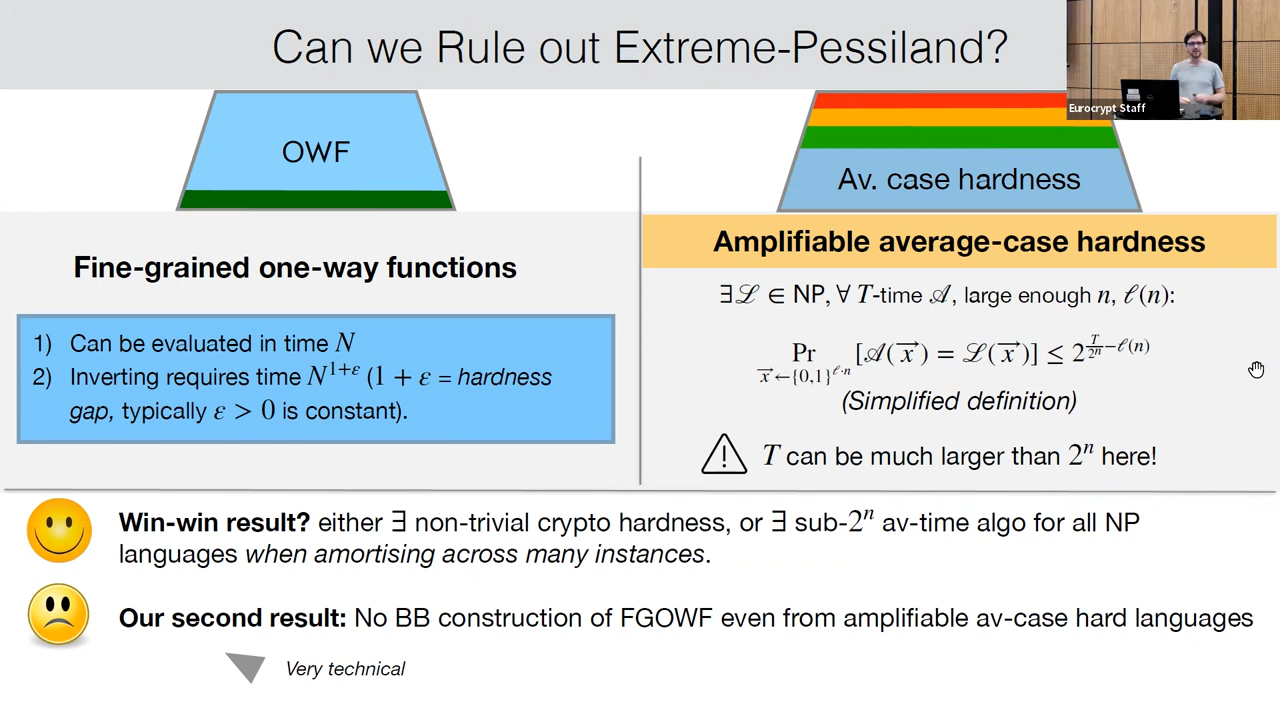 Can we Rule out Extreme-Pessiland?
Eurocrypt Staff
OWF
Av. case hardness
Fine-grained one-way functions
1) Can be evaluated in time N
2) Inverting requires time N^{1+ε} (1 + ε = hardness
gap, typically ε > 0 is constant).
Amplifiable average-case hardness
∃ℒ ∈ NP, ∀ T-time 𝒜, large enough n, ℓ(n):
Pr_{x⃗←{0,1}^{ℓ·n}} [𝒜(x⃗) = ℒ(x⃗)] ≤ 2^{T/2^n − ℓ(n)}
(Simplified definition)
T can be much larger than 2^n here!
Win-win result? either ∃ non-trivial crypto hardness, or ∃ sub-2^n av-time algo for all NP
languages when amortising across many instances.
Our second result: No BB construction of FGOWF even from amplifiable av-case hard languages
Very technical